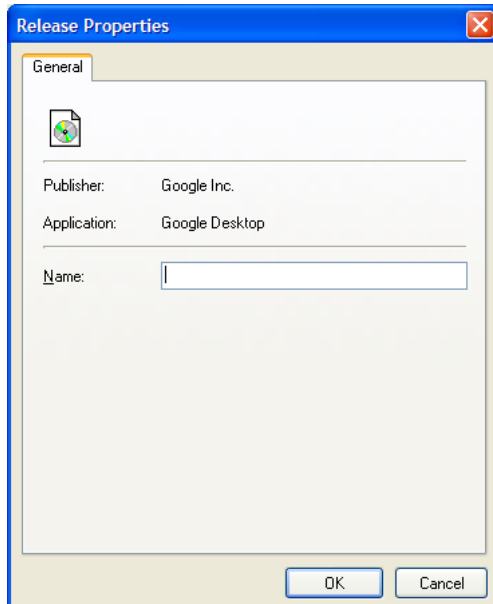 Release Properties
General
Publisher: Google Inc.
Application: Google Desktop
Name:
OK Cancel